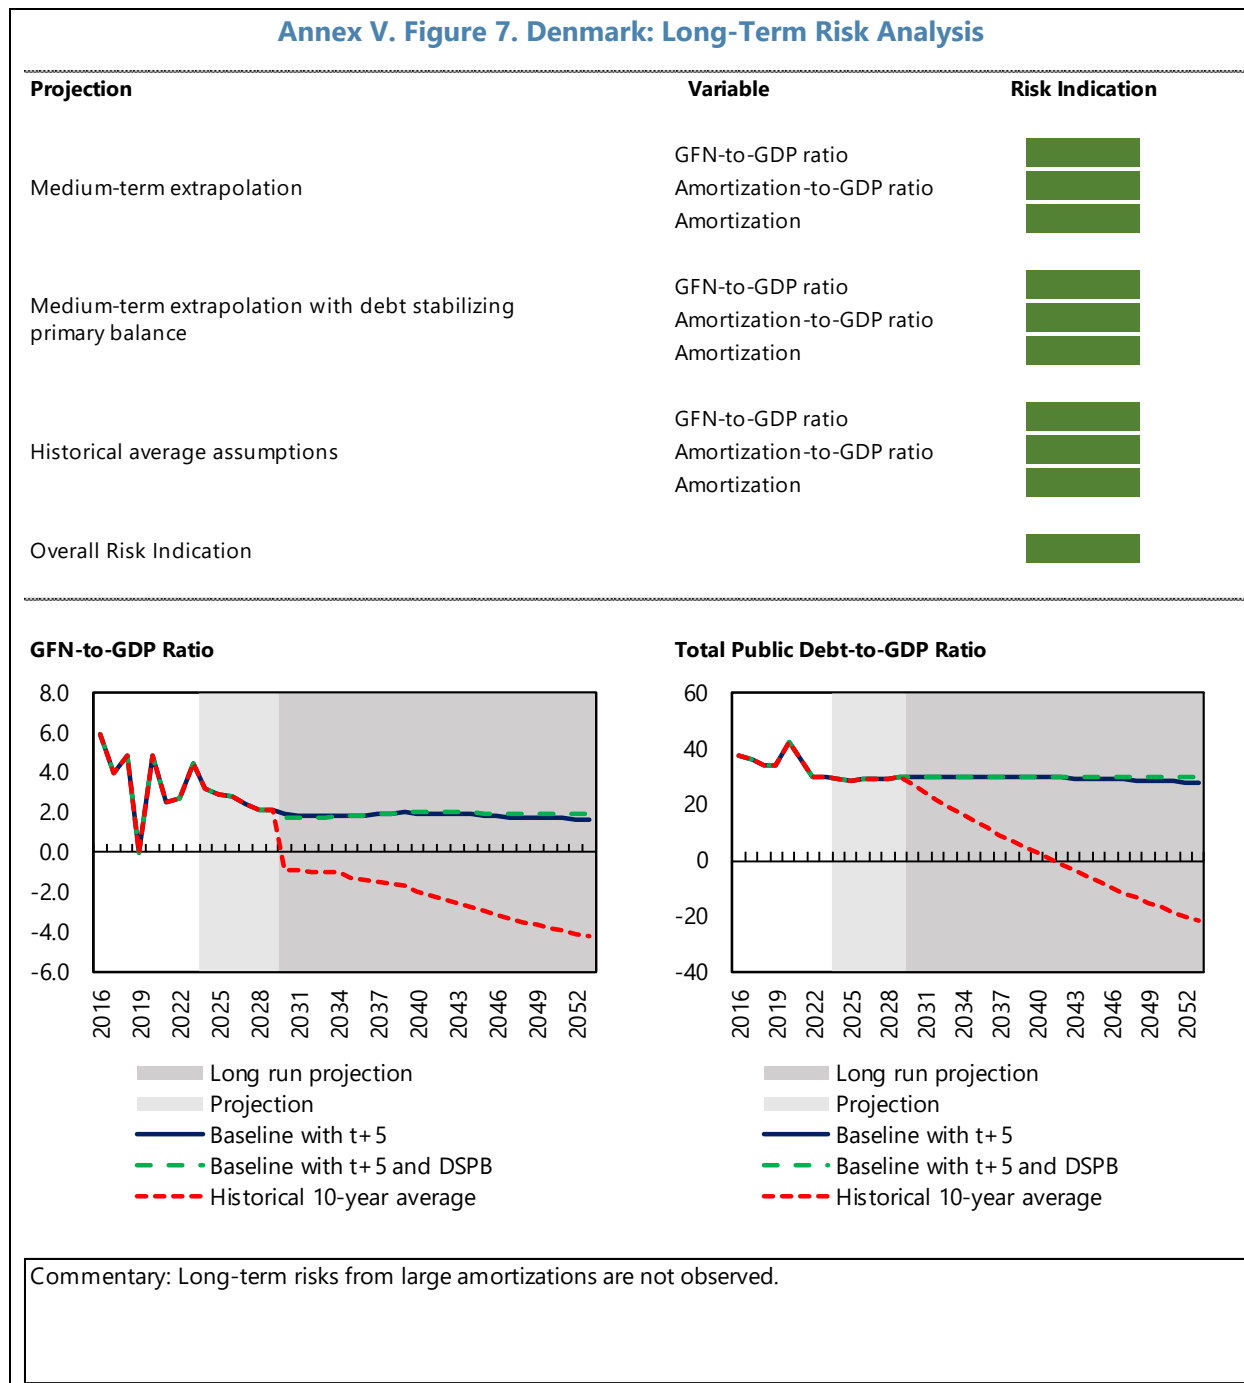 Annex V. Figure 7. Denmark: Long-Term Risk Analysis
Projection Variable Risk Indication
Medium-term extrapolation
GFN-to-GDP ratio
Amortization-to-GDP ratio
Amortization
Medium-term extrapolation with debt stabilizing
primary balance
GFN-to-GDP ratio
Amortization-to-GDP ratio
Amortization
Historical average assumptions
GFN-to-GDP ratio
Amortization-to-GDP ratio
Amortization
Overall Risk Indication
GFN-to-GDP Ratio
8.0
6.0
4.0
2.0
0.0
-2.0
-4.0
-6.0
2016 2019 2022 2025 2028 2031 2034 2037 2040 2043 2046 2049 2052
Long run projection
Projection
Baseline with t+5
Baseline with t+5 and DSPB
Historical 10-year average
Total Public Debt-to-GDP Ratio
60
40
20
0
-20
-40
2016 2019 2022 2025 2028 2031 2034 2037 2040 2043 2046 2049 2052
Long run projection
Projection
Baseline with t+5
Baseline with t+5 and DSPB
Historical 10-year average
Commentary: Long-term risks from large amortizations are not observed.